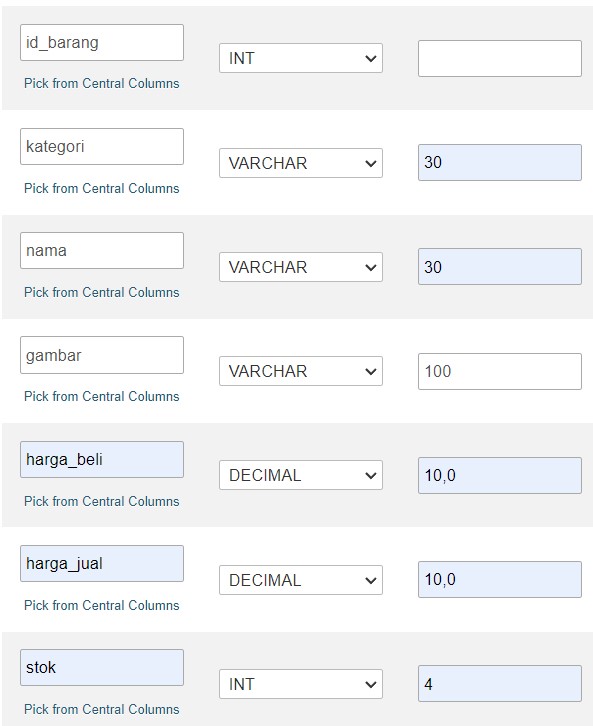 id_barang
INT
Pick from Central Columns
kategori
VARCHAR
30
Pick from Central Columns
nama
VARCHAR
30
Pick from Central Columns
gambar
VARCHAR
100
Pick from Central Columns
harga_beli
DECIMAL
10,0
Pick from Central Columns
harga_jual
DECIMAL
10,0
Pick from Central Columns
stok
INT
4
Pick from Central Columns